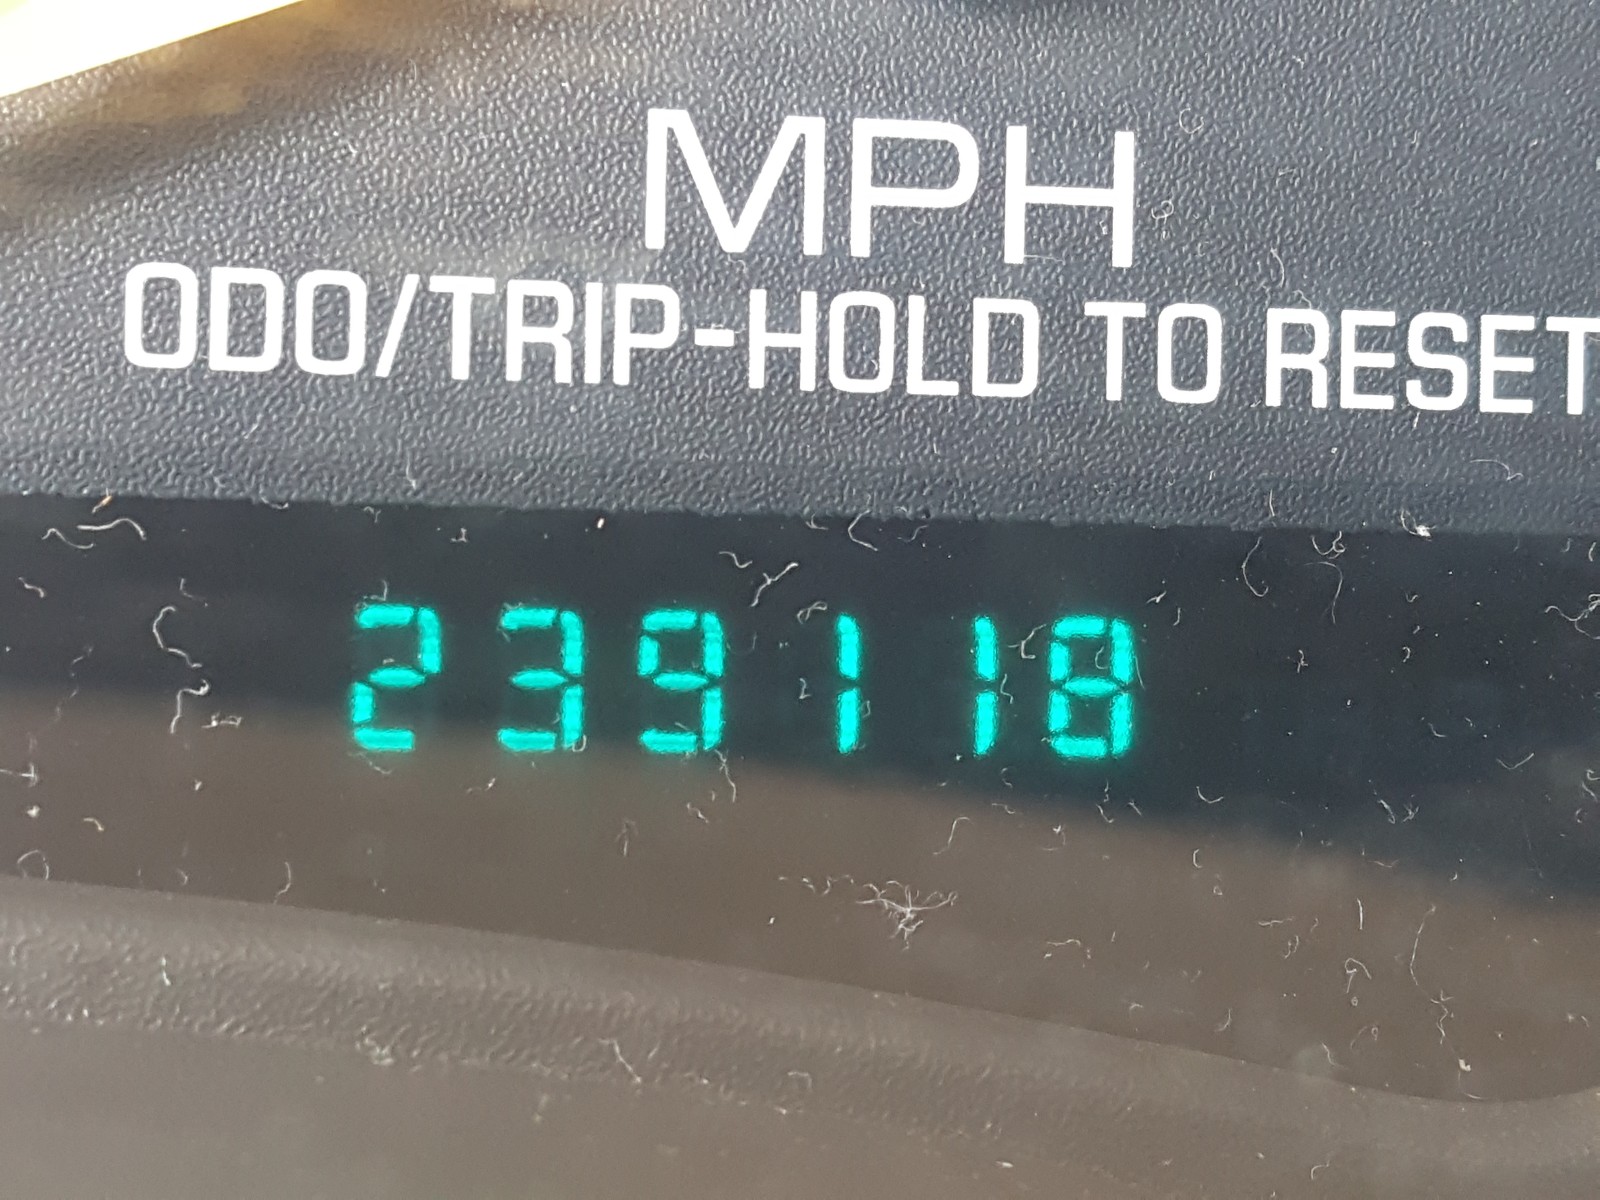 MPH
ODO/TRIP-HOLD TO RESET
239118